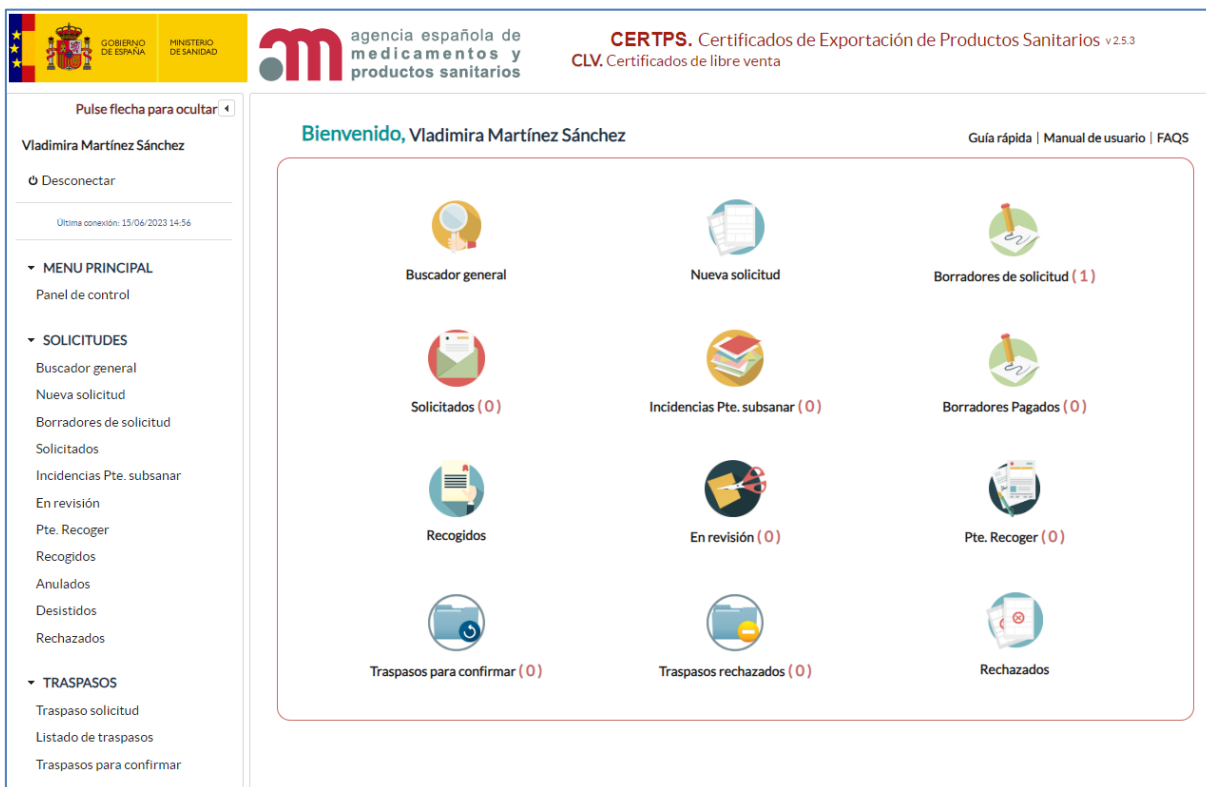 GOBIERNO
DE ESPAÑA
MINISTERIO
DE SANIDAD
agencia española de
medicamentos y
productos sanitarios
CERTPS. Certificados de Exportación de Productos Sanitarios v 2.5.3
CLV. Certificados de libre venta
Pulse flecha para ocultar
Vladimira Martínez Sánchez
Desconectar
Última conexión: 15/06/2023 14:56
MENU PRINCIPAL
Panel de control
SOLICITUDES
Buscador general
Nueva solicitud
Borradores de solicitud
Solicitados
Incidencias Pte. subsanar
En revisión
Pte. Recoger
Recogidos
Anulados
Desistidos
Rechazados
TRASPASOS
Traspaso solicitud
Listado de traspasos
Traspasos para confirmar
Bienvenido, Vladimira Martínez Sánchez
Guía rápida | Manual de usuario | FAQS
Buscador general
Nueva solicitud
Borradores de solicitud (1)
Solicitados (0)
Incidencias Pte. subsanar (0)
Borradores Pagados (0)
Recogidos
En revisión (0)
Pte. Recoger (0)
Traspasos para confirmar (0)
Traspasos rechazados (0)
Rechazados